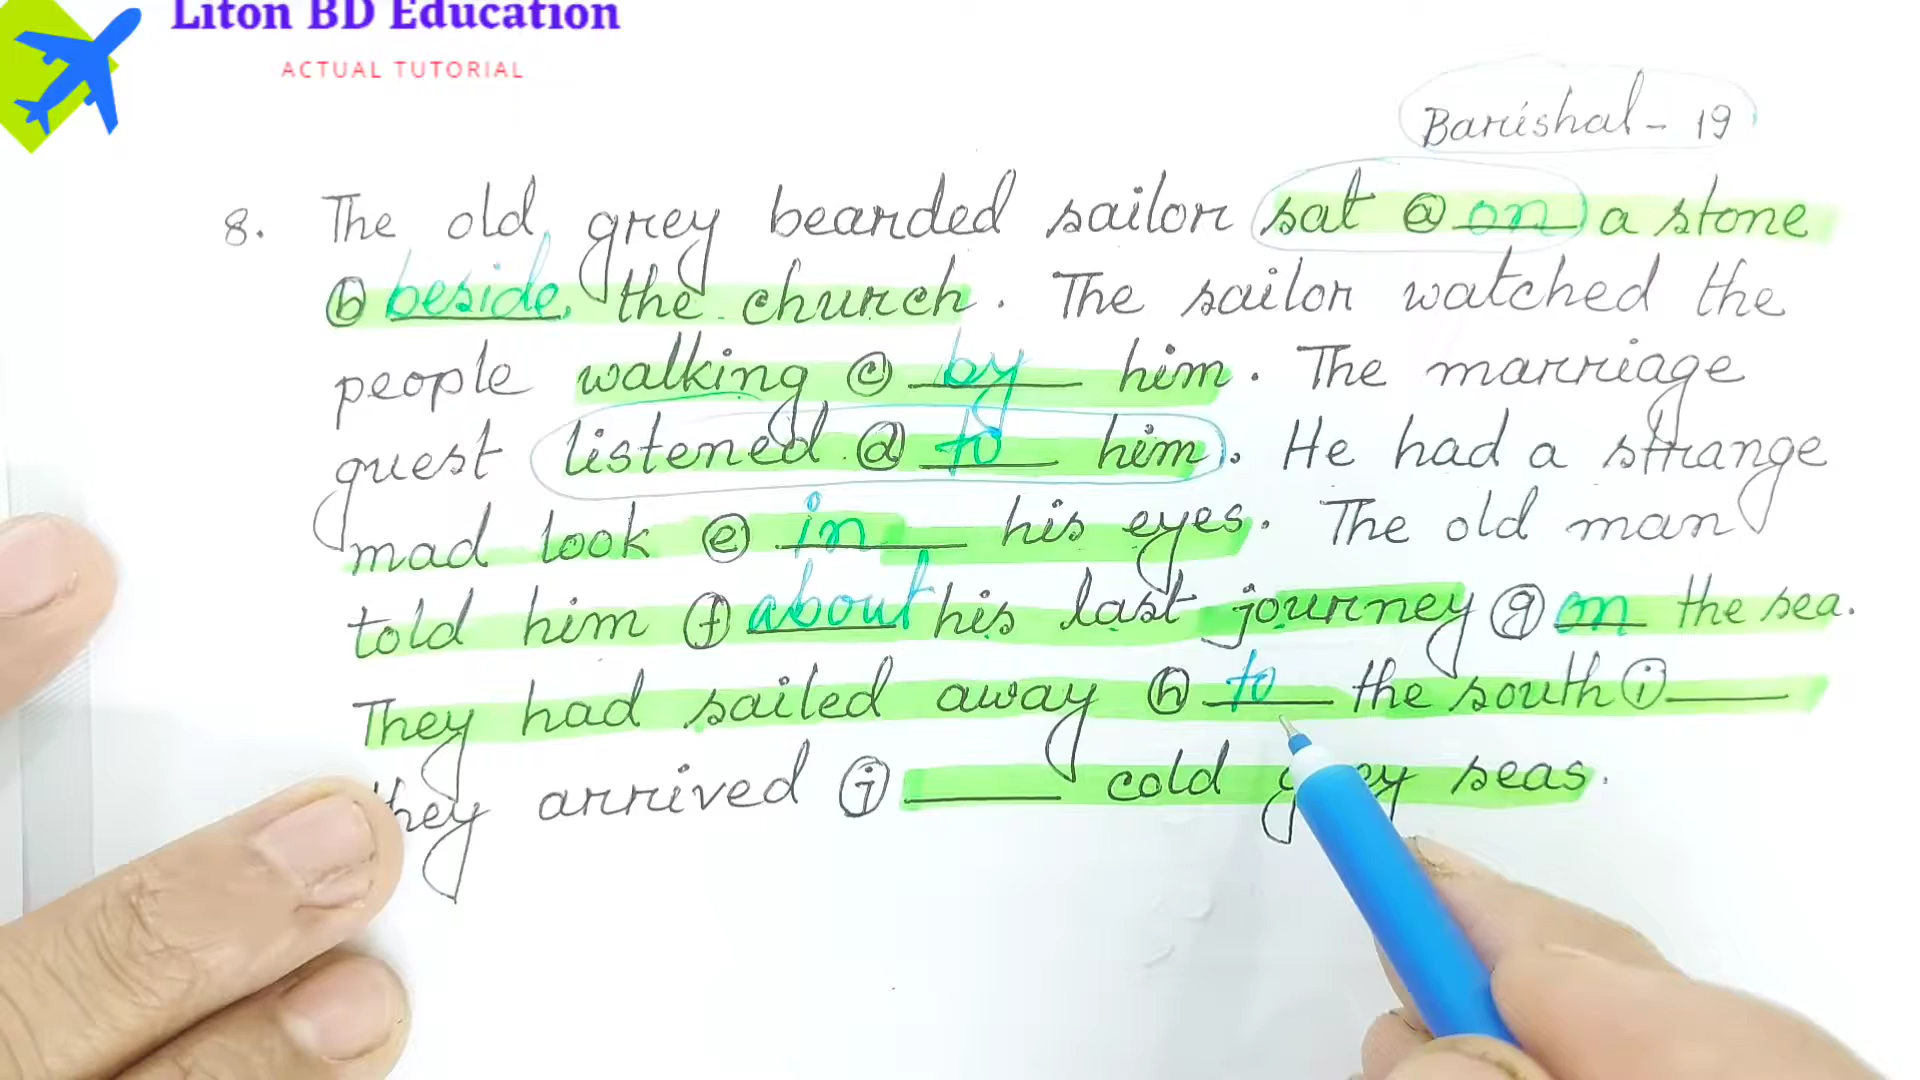 Liton BD Education
ACTUAL TUTORIAL
Barishal - 19
8. The old grey bearded sailor sat ⓐ on a stone
ⓑ beside the church. The sailor watched the
people walking ⓒ by him. The marriage
guest listened ⓓ to him. He had a strange
mad look ⓔ in his eyes. The old man
told him ⓕ about his last journey ⓖ on the sea.
They had sailed away ⓗ to the south ⓘ ____
they arrived ⓙ ____ cold grey seas.